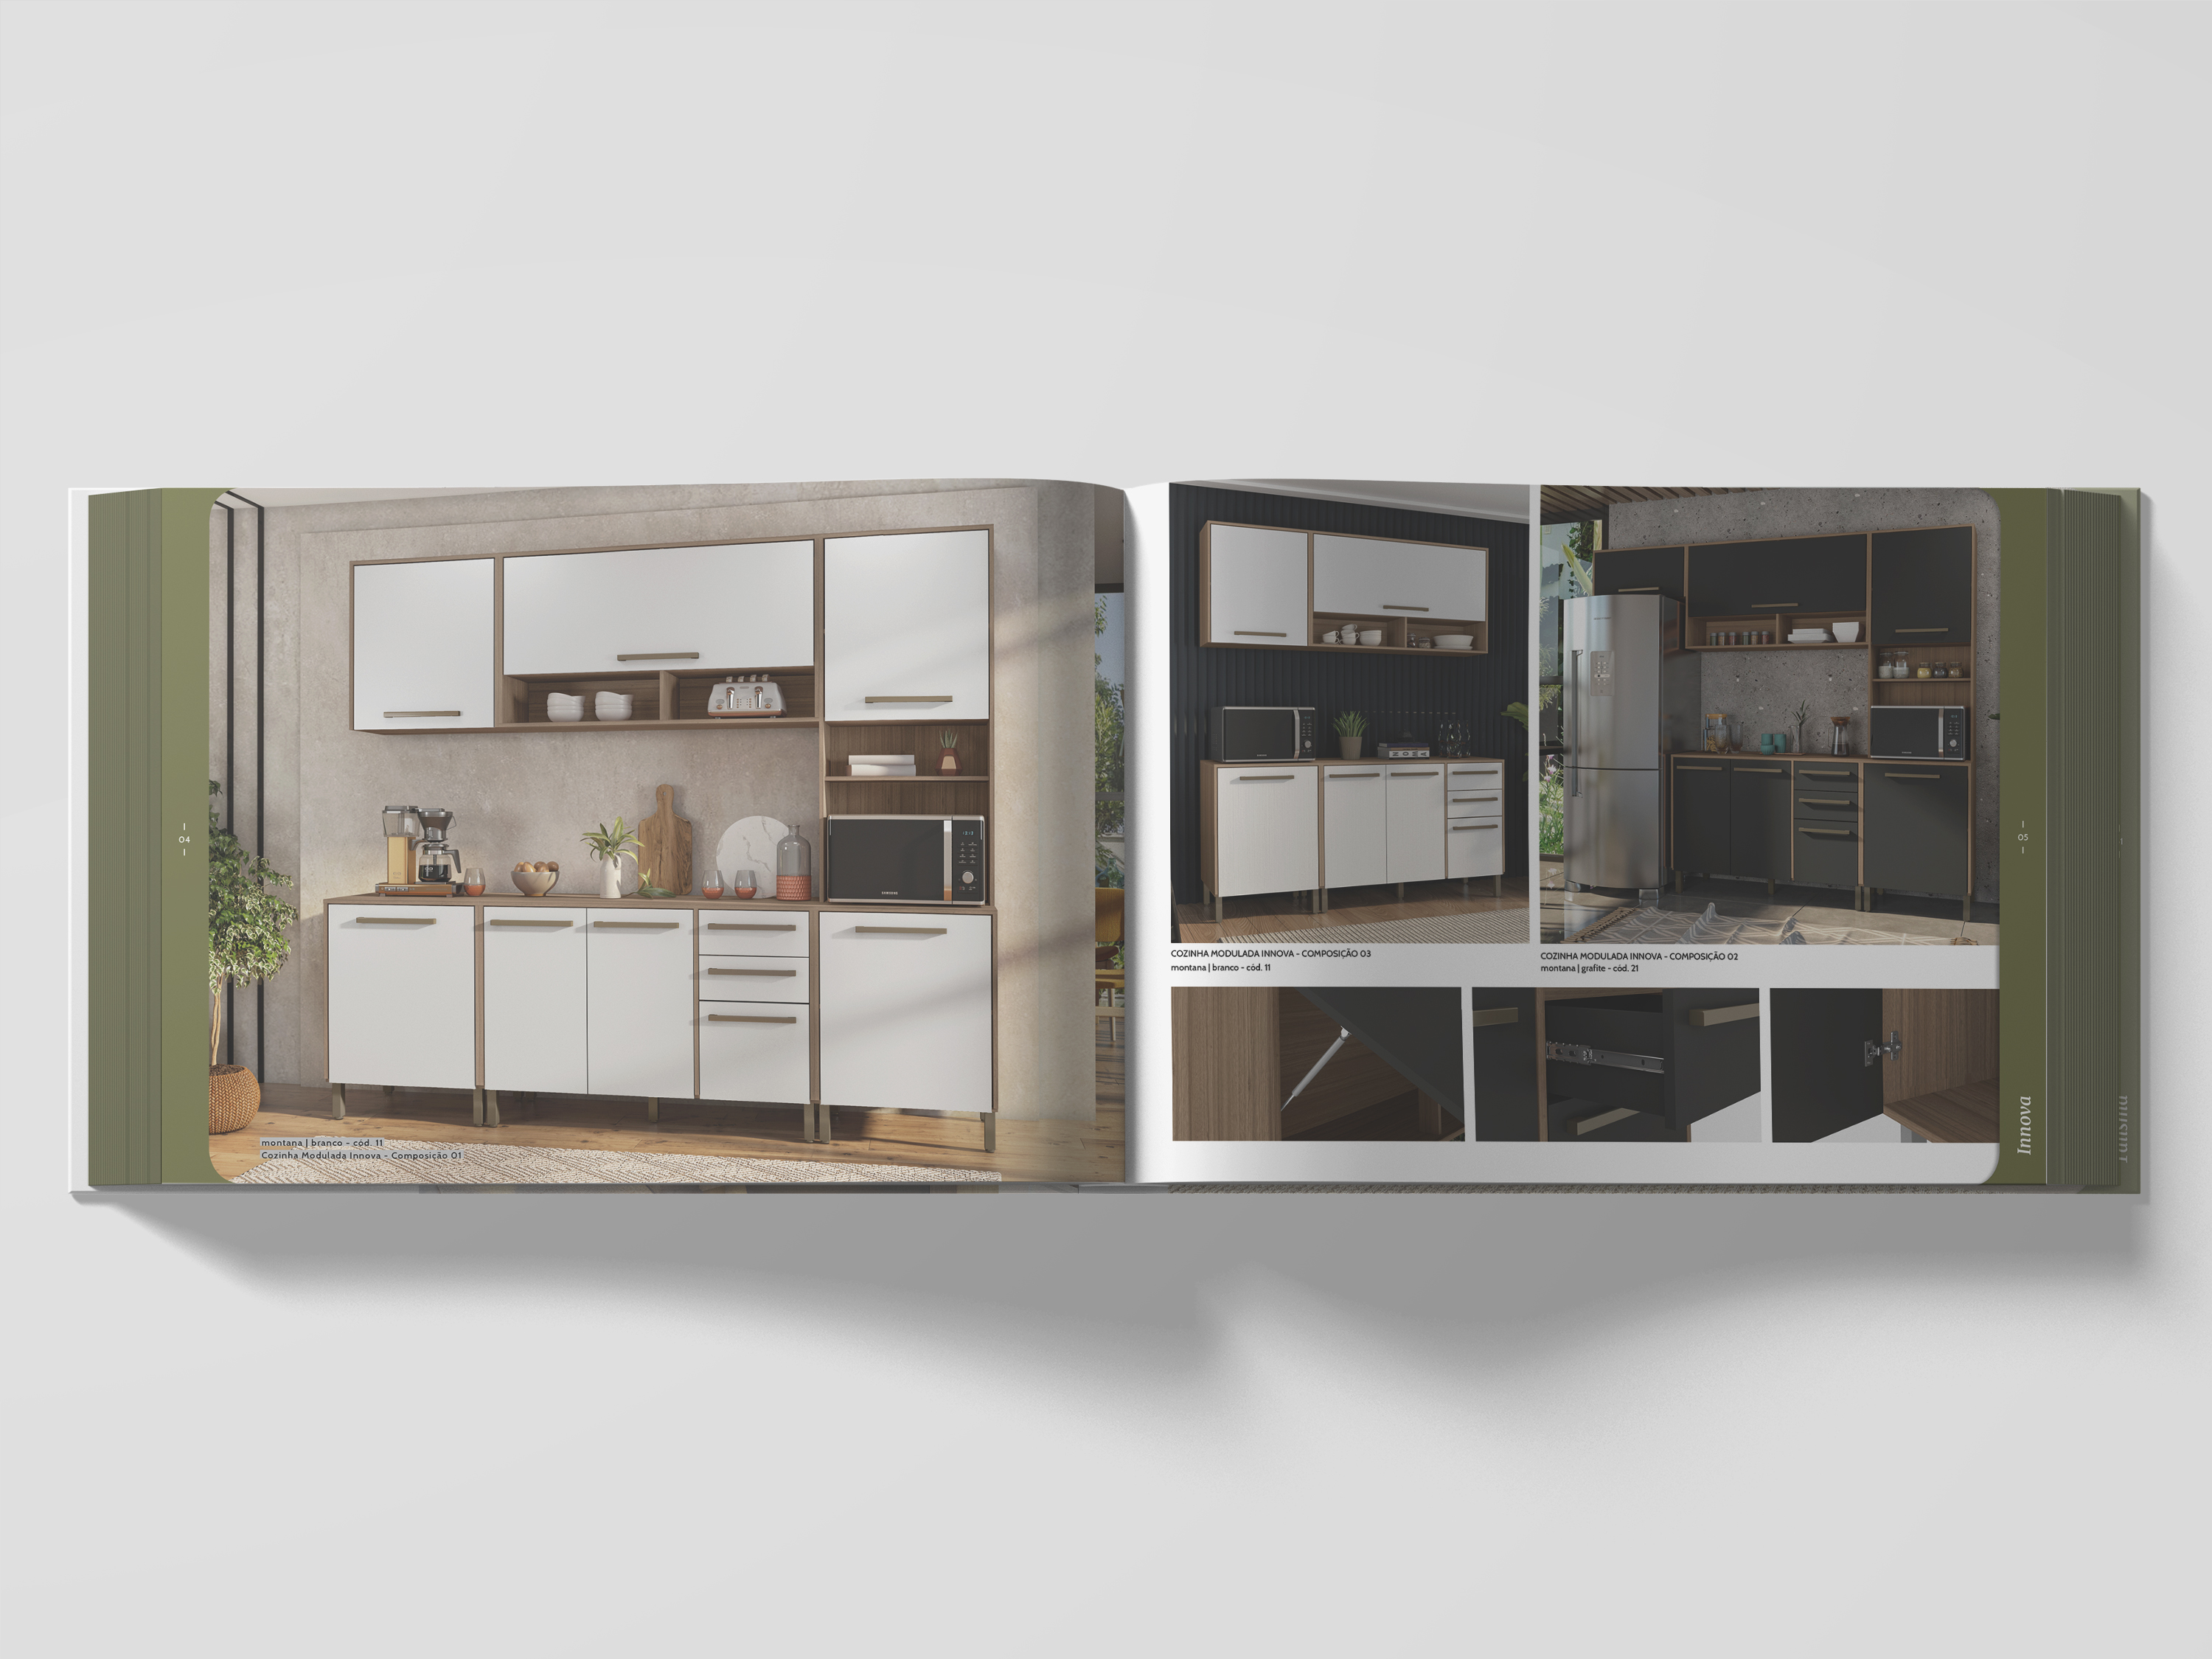 04
montana | branco - cód. 11
Cozinha Modulada Innova - Composição 01
COZINHA MODULADA INNOVA - COMPOSIÇÃO 03
montana | branco - cód. 11
COZINHA MODULADA INNOVA - COMPOSIÇÃO 02
montana | grafite - cód. 21
05
Innova
SAMSUNG